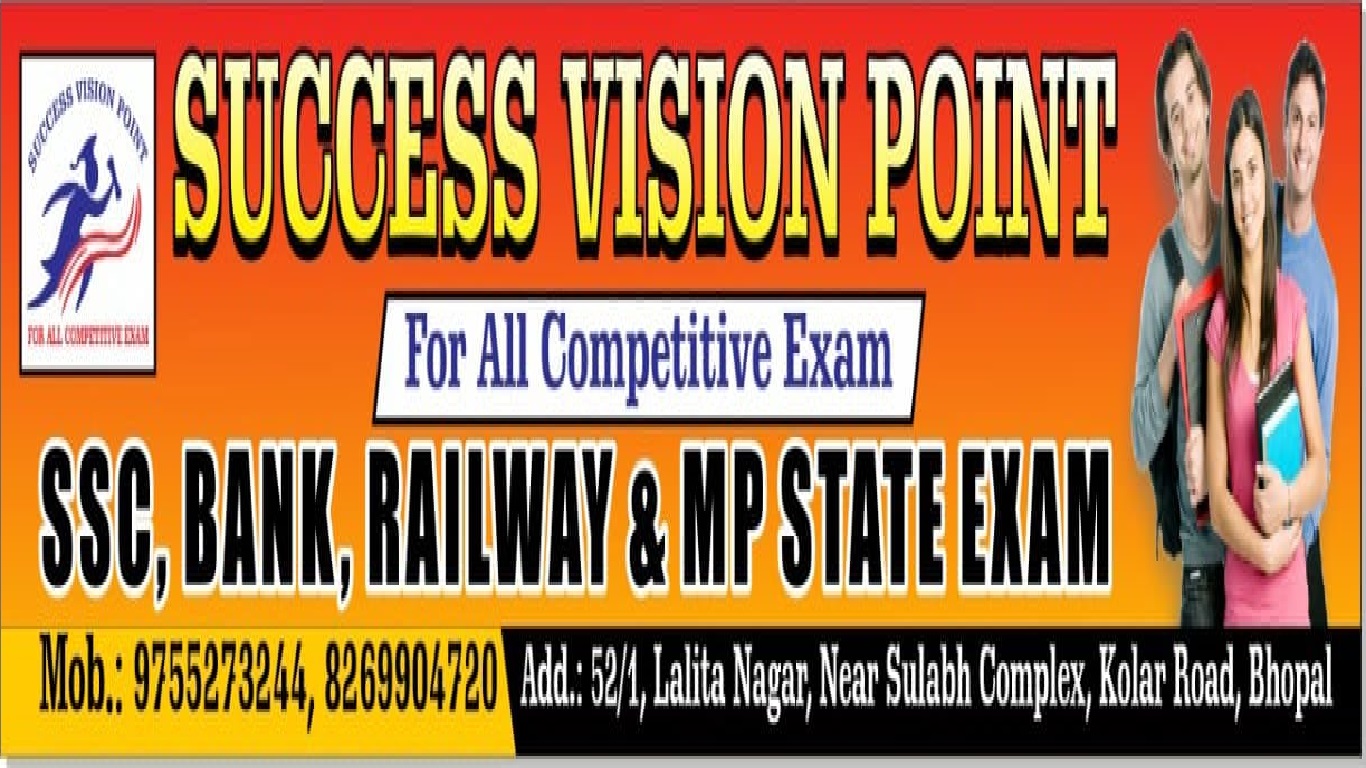 SUCCESS VISION POINT
FOR ALL COMPETITIVE EXAM
SUCCESS VISION POINT
For All Competitive Exam
SSC, BANK, RAILWAY & MP STATE EXAM
Mob.: 9755273244, 8269904720
Add.: 52/1, Lalita Nagar, Near Sulabh Complex, Kolar Road, Bhopal